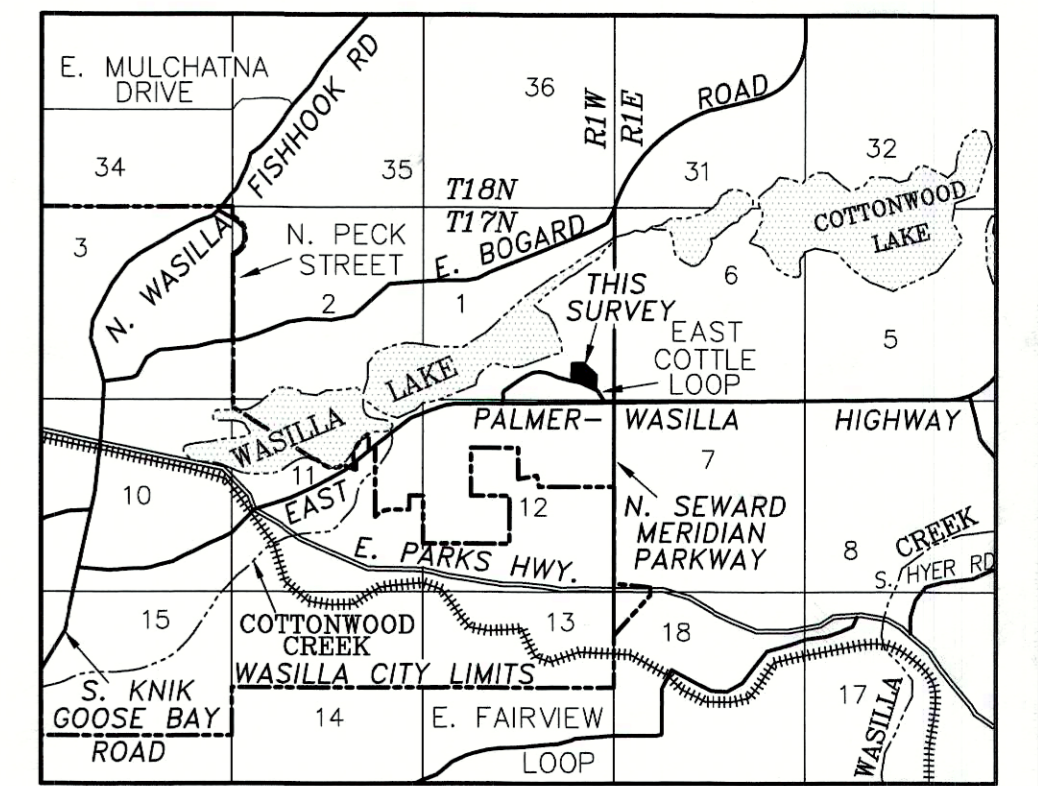 E. MULCHATNA
DRIVE
N. WASILLA FISHHOOK RD
36
R1W
R1E
ROAD
34
35
31
32
T18N
T17N
3
N. PECK
STREET
E. BOGARD
COTTONWOOD
LAKE
2
1
THIS
SURVEY
6
EAST
COTTLE
LOOP
5
WASILLA LAKE
PALMER– WASILLA HIGHWAY
10
11
EAST
12
7
N. SEWARD
MERIDIAN
PARKWAY
E. PARKS HWY.
8
CREEK
S. HYER RD
15
COTTONWOOD
CREEK
13
18
WASILLA CITY LIMITS
S. KNIK
GOOSE BAY
ROAD
14
E. FAIRVIEW
LOOP
17
WASILLA